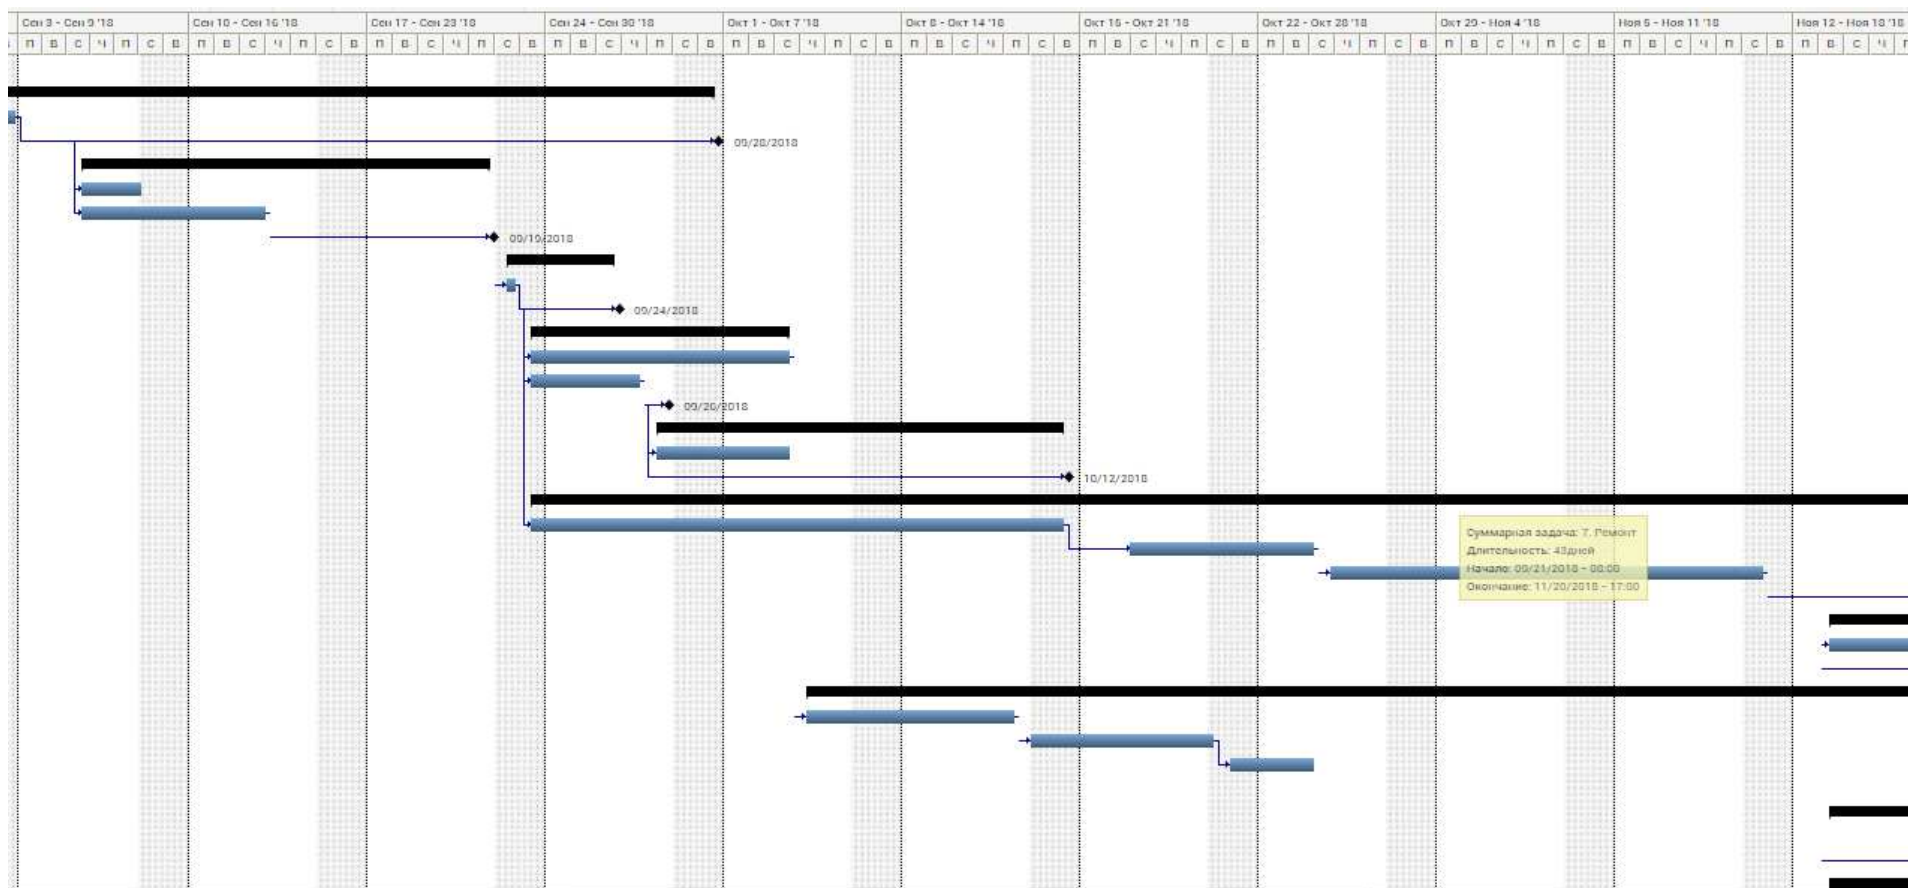 Сен 3 - Сен 9 '18 Сен 10 - Сен 16 '18 Сен 17 - Сен 23 '18 Сен 24 - Сен 30 '18 Окт 1 - Окт 7 '18 Окт 8 - Окт 14 '18 Окт 15 - Окт 21 '18 Окт 22 - Окт 28 '18 Окт 29 - Ноя 4 '18 Ноя 5 - Ноя 11 '18 Ноя 12 - Ноя 18 '18
П В С Ч П С В П В С Ч П С В П В С Ч П С В П В С Ч П С В П В С Ч П С В П В С Ч П С В П В С Ч П С В П В С Ч П С В П В С Ч П С В П В С Ч П С В П В С Ч
09/28/2018
09/19/2018
09/24/2018
09/26/2018
10/12/2018
Суммарная задача: 7. Ремонт
Длительность: 43дней
Начало: 09/21/2018 - 08:00
Окончание: 11/20/2018 - 17:00